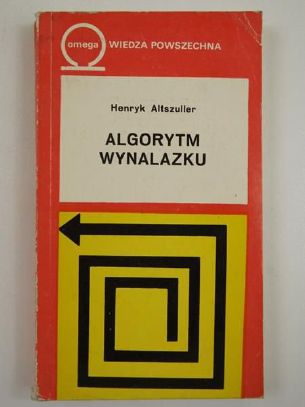 omega WIEDZA POWSZECHNA
Henryk Altszuller
ALGORYTM
WYNALAZKU